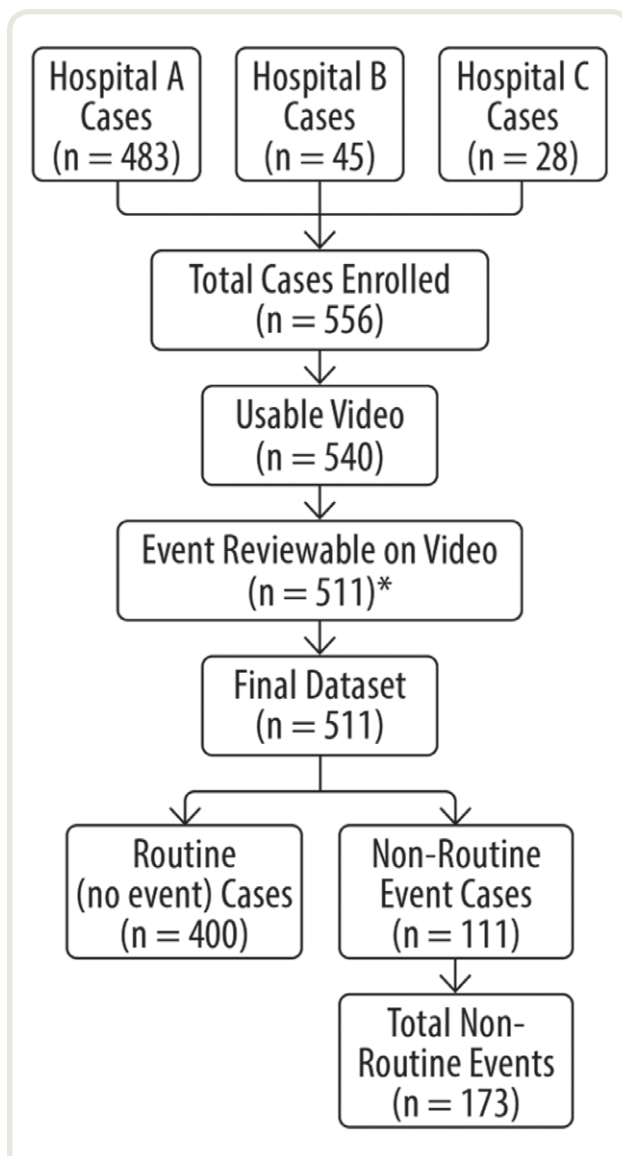 Hospital A
Cases
(n = 483)
Hospital B
Cases
(n = 45)
Hospital C
Cases
(n = 28)
Total Cases Enrolled
(n = 556)
Usable Video
(n = 540)
Event Reviewable on Video
(n = 511)*
Final Dataset
(n = 511)
Routine
(no event) Cases
(n = 400)
Non-Routine
Event Cases
(n = 111)
Total Non-
Routine Events
(n = 173)